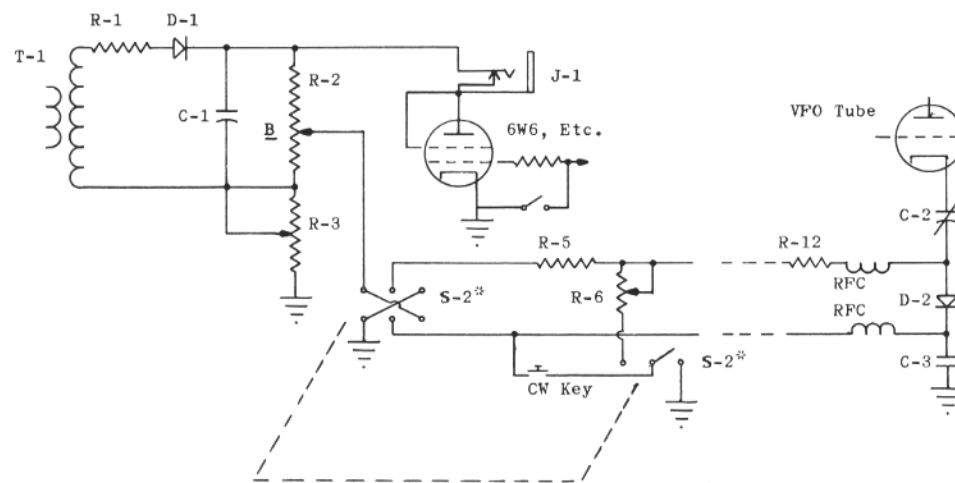 R-1
D-1
T-1
R-2
J-1
C-1
B
6W6, Etc.
VFO Tube
R-3
C-2
R-5
R-12
S-2*
R-6
RFC
D-2
RFC
S-2*
C-3
CW Key